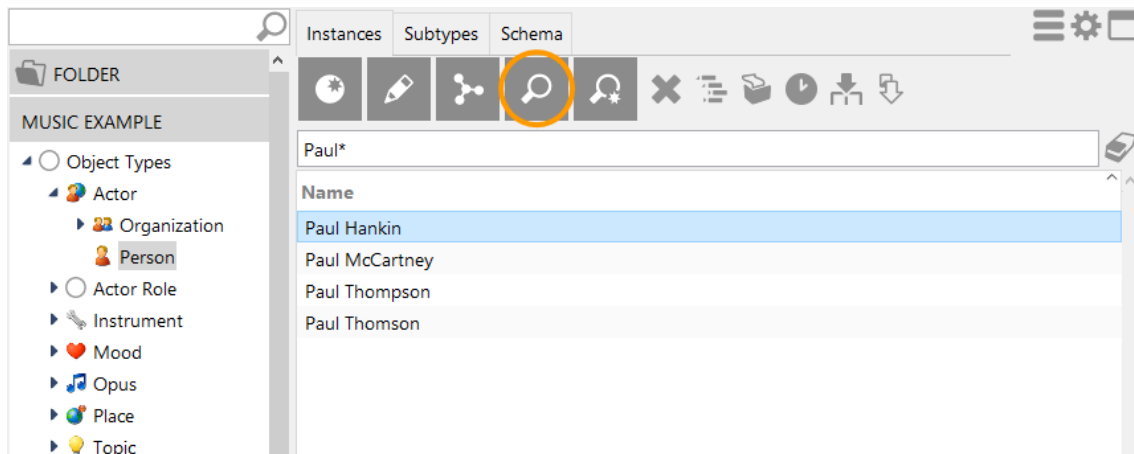 FOLDER
MUSIC EXAMPLE
Object Types
Actor
Organization
Person
Actor Role
Instrument
Mood
Opus
Place
Topic
Instances Subtypes Schema
Paul*
Name
Paul Hankin
Paul McCartney
Paul Thompson
Paul Thomson